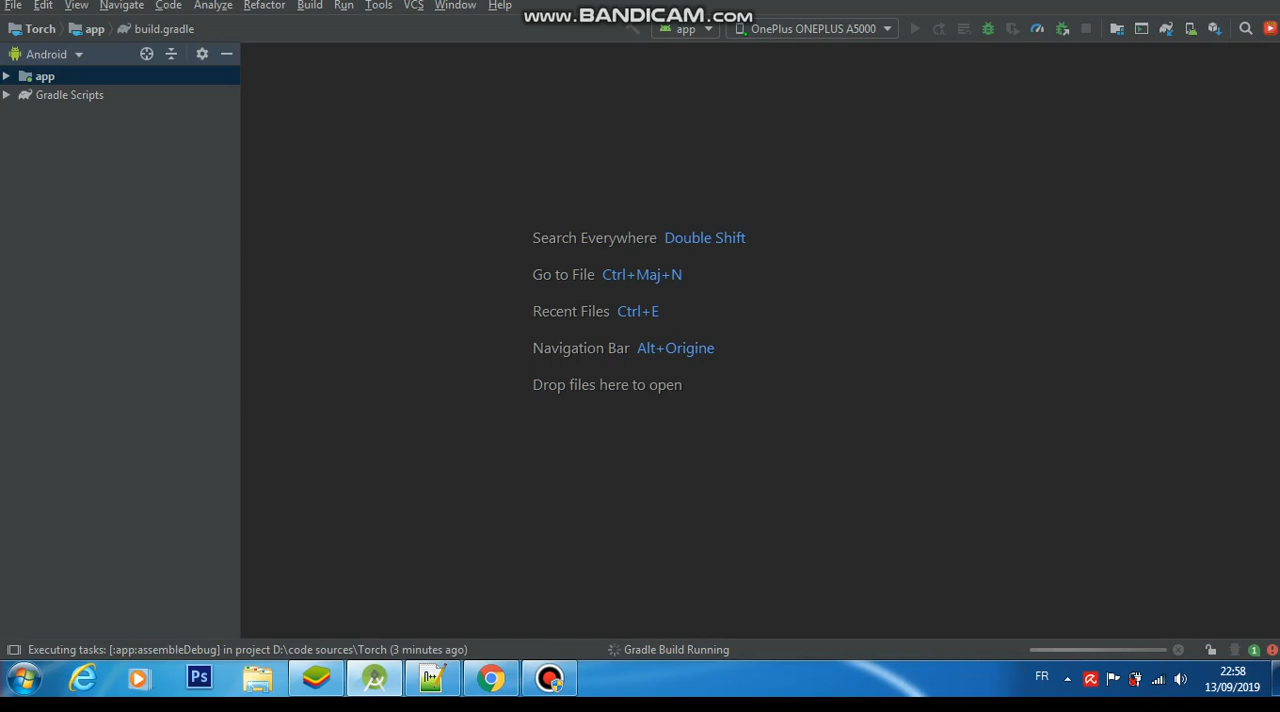 File Edit View Navigate Code Analyze Refactor Build Run Tools VCS Window Help
www.BANDICAM.com
Torch app build.gradle
app OnePlus ONEPLUS A5000
Android
app
Gradle Scripts
Search Everywhere Double Shift
Go to File Ctrl+Maj+N
Recent Files Ctrl+E
Navigation Bar Alt+Origine
Drop files here to open
Executing tasks: [:app:assembleDebug] in project D:\code sources\Torch (3 minutes ago)
Gradle Build Running
1
Ps
FR
22:58
13/09/2019